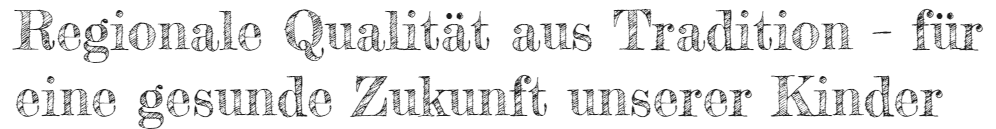 Regionale Qualität aus Tradition – für
eine gesunde Zukunft unserer Kinder